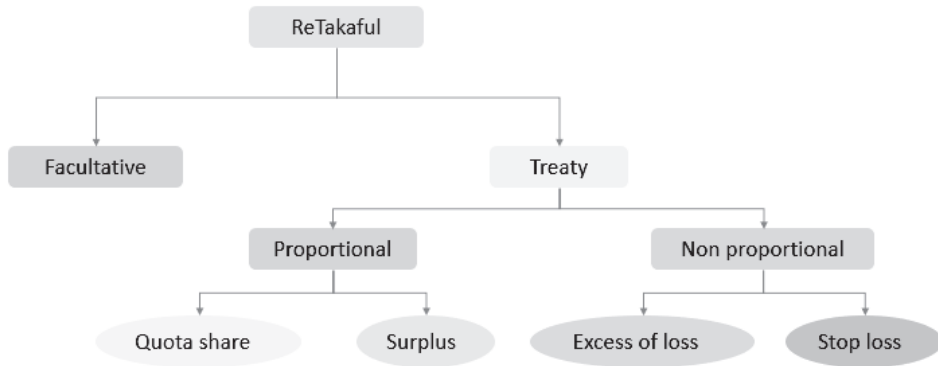 ReTakaful
Facultative
Treaty
Proportional
Non proportional
Quota share
Surplus
Excess of loss
Stop loss